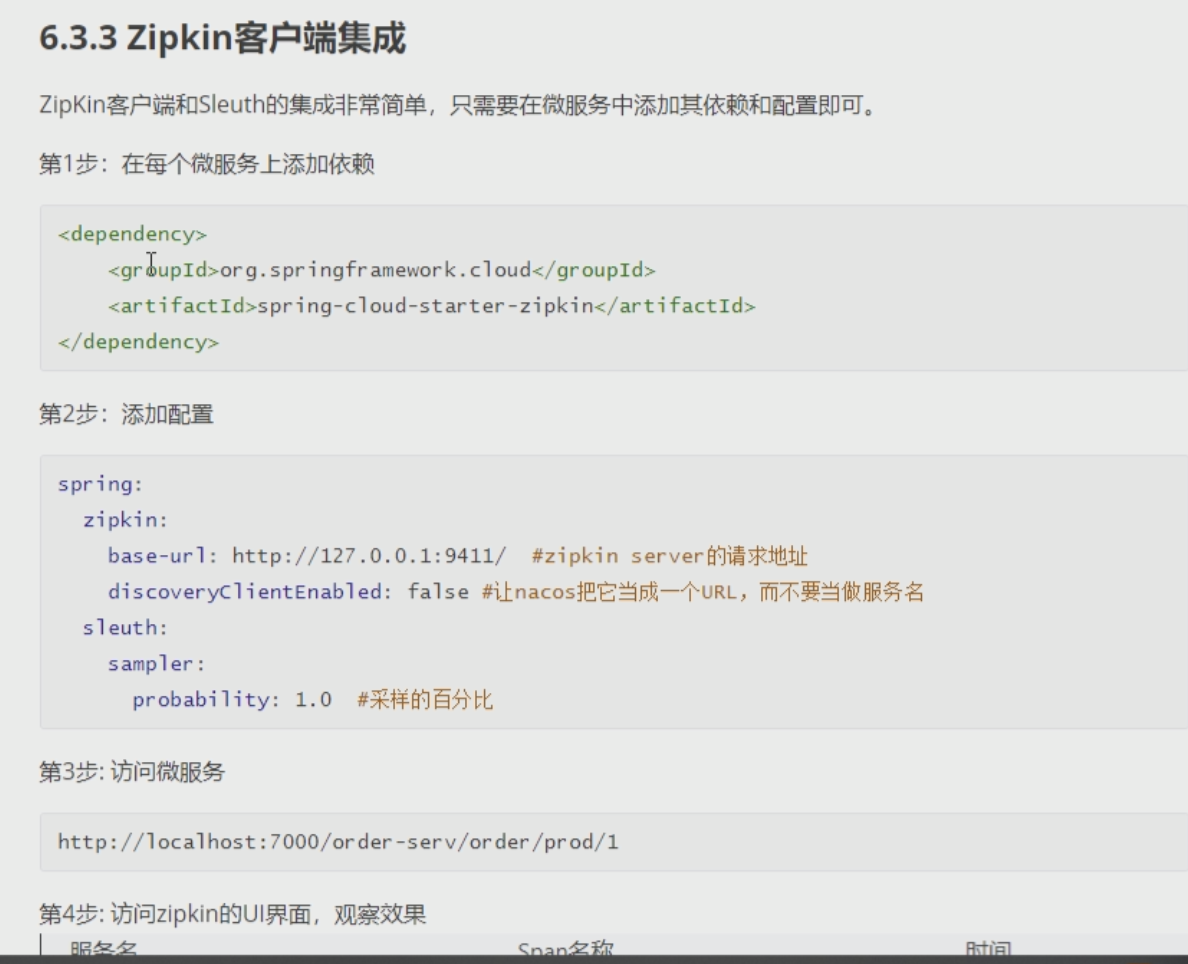 6.3.3 Zipkin客户端集成
ZipKin客户端和Sleuth的集成非常简单，只需要在微服务中添加其依赖和配置即可。
第1步：在每个微服务上添加依赖
<dependency>
    <groupId>org.springframework.cloud</groupId>
    <artifactId>spring-cloud-starter-zipkin</artifactId>
</dependency>
第2步：添加配置
spring:
  zipkin:
    base-url: http://127.0.0.1:9411/  #zipkin server的请求地址
    discoveryClientEnabled: false #让nacos把它当成一个URL，而不要当做服务名
  sleuth:
    sampler:
      probability: 1.0  #采样的百分比
第3步: 访问微服务
http://localhost:7000/order-serv/order/prod/1
第4步: 访问zipkin的UI界面，观察效果
服务名 Span名称 时间